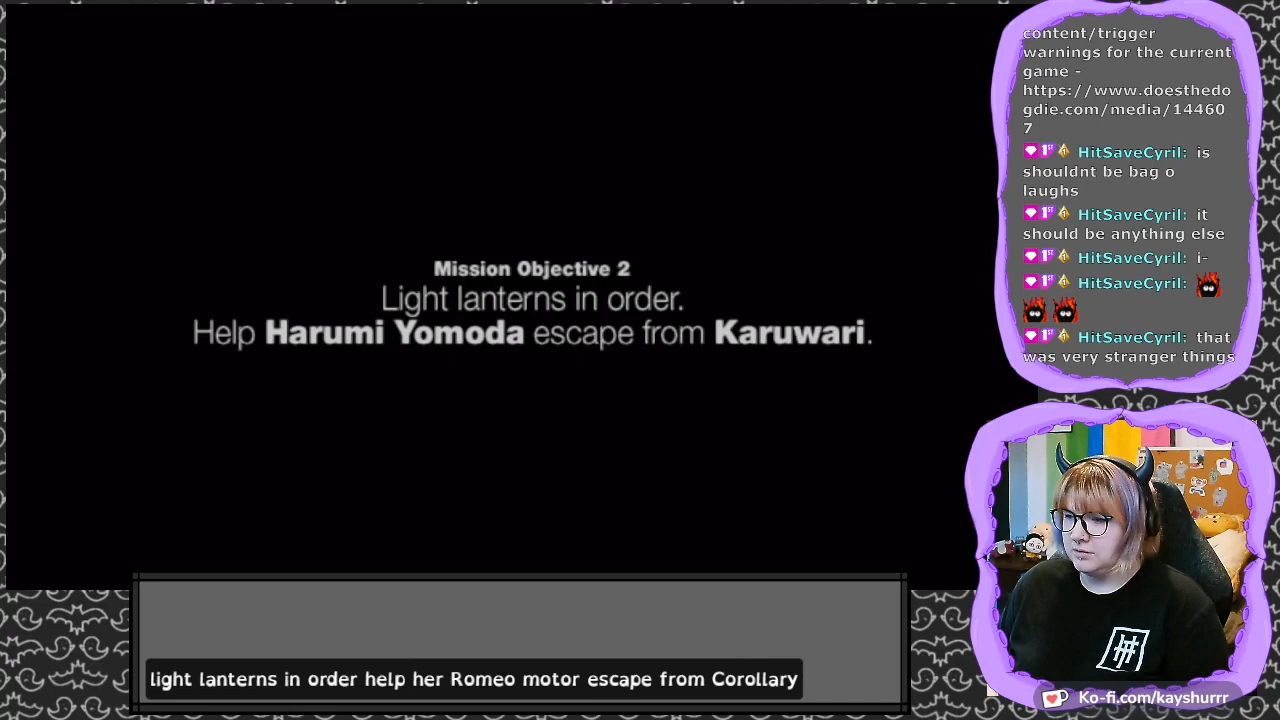 Mission Objective 2
Light lanterns in order.
Help Harumi Yomoda escape from Karuwari.
content/trigger
warnings for the current
game -
https://www.doesthedo
gdie.com/media/14460
7
HitSaveCyril: is
shouldnt be bag o
laughs
HitSaveCyril: it
should be anything else
HitSaveCyril: i-
HitSaveCyril:
HitSaveCyril: that
was very stranger things
light lanterns in order help her Romeo motor escape from Corollary
Ko-fi.com/kayshurrr